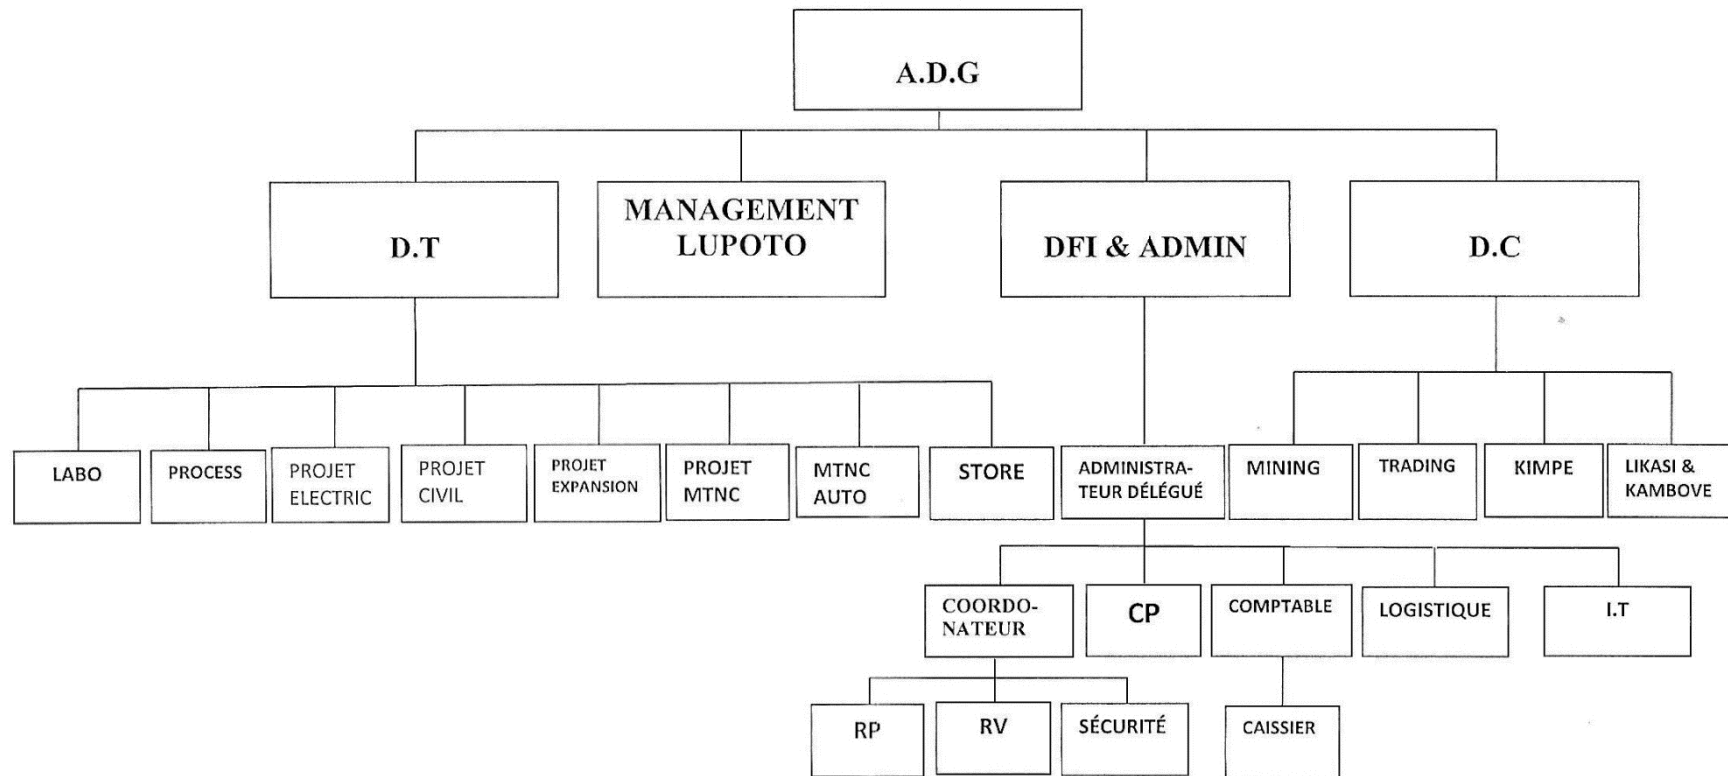 A.D.G
D.T
MANAGEMENT
LUPOTO
DFI & ADMIN
D.C
LABO
PROCESS
PROJET
ELECTRIC
PROJET
CIVIL
PROJET
EXPANSION
PROJET
MTNC
MTNC
AUTO
STORE
ADMINISTRA-
TEUR DÉLÉGUÉ
MINING
TRADING
KIMPE
LIKASI &
KAMBOVE
COORDO-
NATEUR
CP
COMPTABLE
LOGISTIQUE
I.T
RP
RV
SÉCURITÉ
CAISSIER